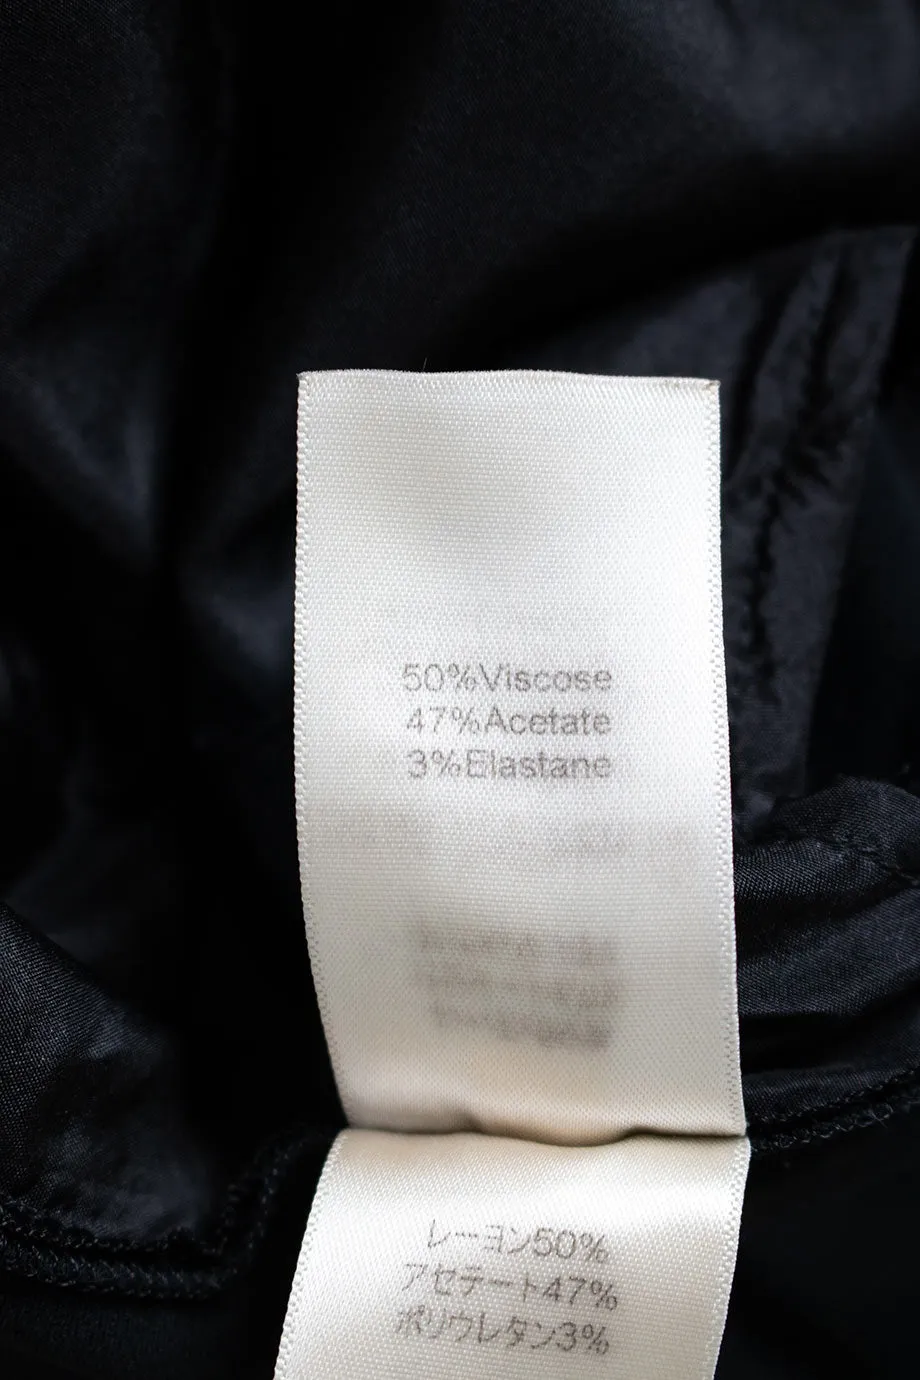 50%Viscose
47%Acetate
3%Elastane
レーヨン50%
アセテート47%
ポリウレタン3%